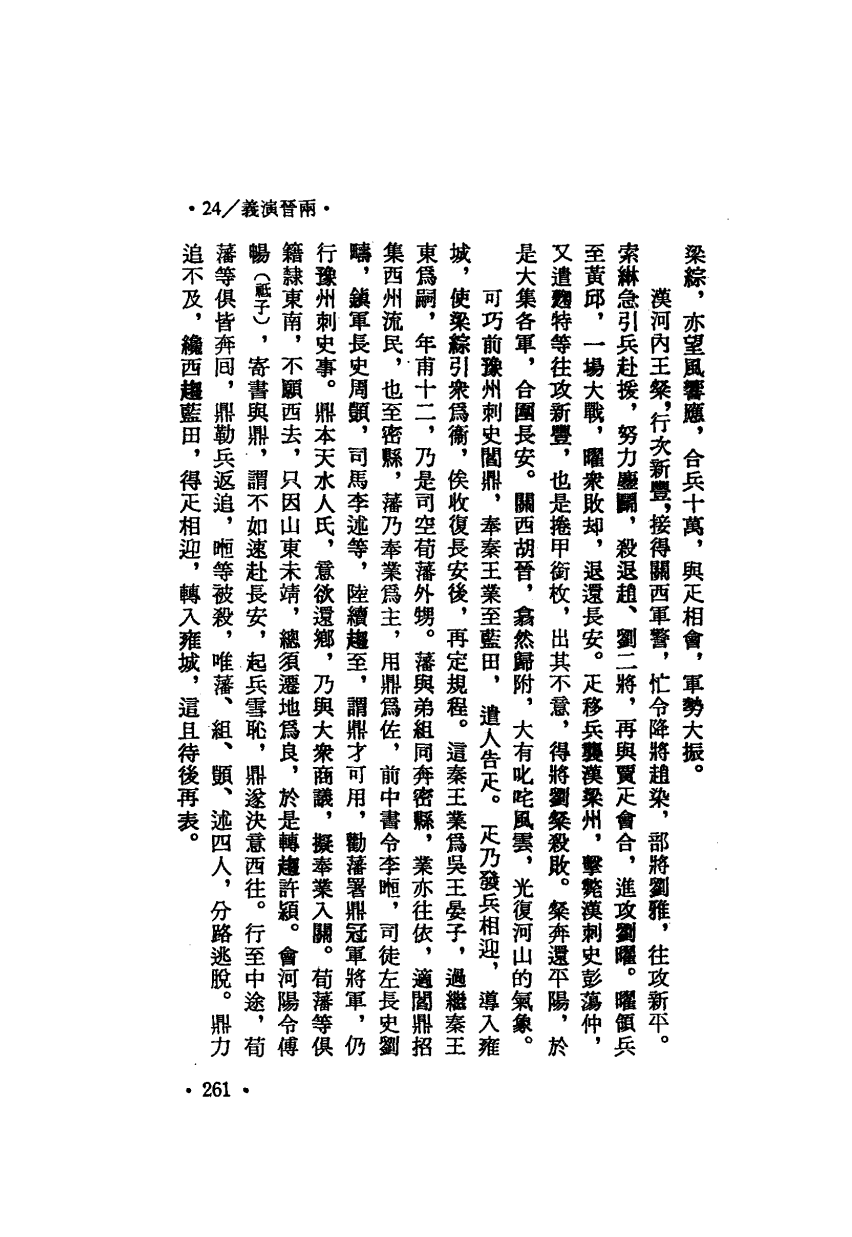 •24／義演晉兩•
梁綜，亦望風響應，合兵十萬，與疋相會，軍勢大振。
漢河內王粲，行次新豐，接得關西軍警，忙令降將趙染，部將劉雅，往攻新平。
索綝急引兵赴援，努力鏖鬭，殺退趙、劉二將，再與賈疋會合，進攻劉曜。曜領兵
至黃邱，一場大戰，曜衆敗却，退還長安。疋移兵襲漢梁州，擊斃漢刺史彭蕩仲，
又遣麴特等往攻新豐，也是捲甲銜枚，出其不意，得將劉粲殺敗。粲奔還平陽，於
是大集各軍，合圍長安。關西胡晉，翕然歸附，大有叱咤風雲，光復河山的氣象。
可巧前豫州刺史閻鼎，奉秦王業至藍田，遣人告疋。疋乃發兵相迎，導入雍
城，使梁綜引衆爲衞，俟收復長安後，再定規程。這秦王業爲吳王晏子，過繼秦王
東爲嗣，年甫十二，乃是司空荀藩外甥。藩與弟組同奔密縣，業亦往依，適閻鼎招
集西州流民，也至密縣，藩乃奉業爲主，用鼎爲佐，前中書令李暅，司徒左長史劉
疇，鎮軍長史周顗，司馬李述等，陸續趨至，謂鼎才可用，勸藩署鼎冠軍將軍，仍
行豫州刺史事。鼎本天水人氏，意欲還鄉，乃與大衆商議，擬奉業入關。荀藩等俱
籍隸東南，不願西去，只因山東未靖，總須遷地爲良，於是轉趨許潁。會河陽令傅
暢（祗子），寄書與鼎，謂不如速赴長安，起兵雪恥，鼎遂決意西往。行至中途，荀
藩等俱皆奔回，鼎勒兵返追，暅等被殺，唯藩、組、顗、述四人，分路逃脫。鼎力
追不及，纔西趨藍田，得疋相迎，轉入雍城，這且待後再表。
•261•